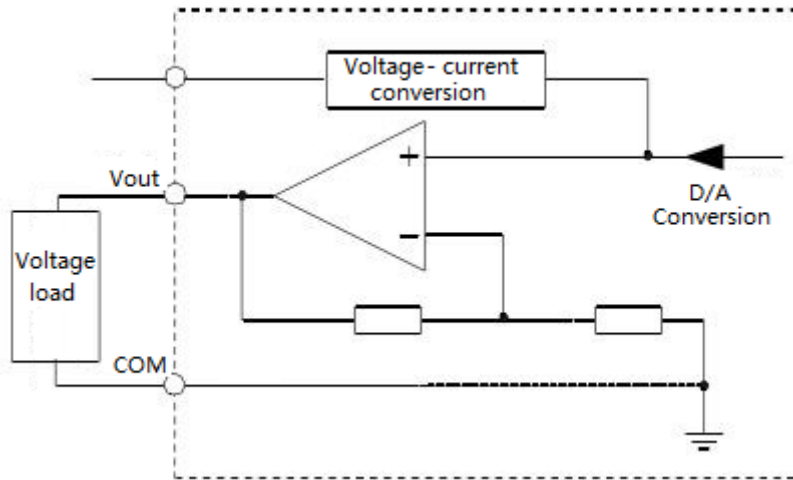 Voltage-current
conversion
+
Vout
D/A
Conversion
−
Voltage
load
COM